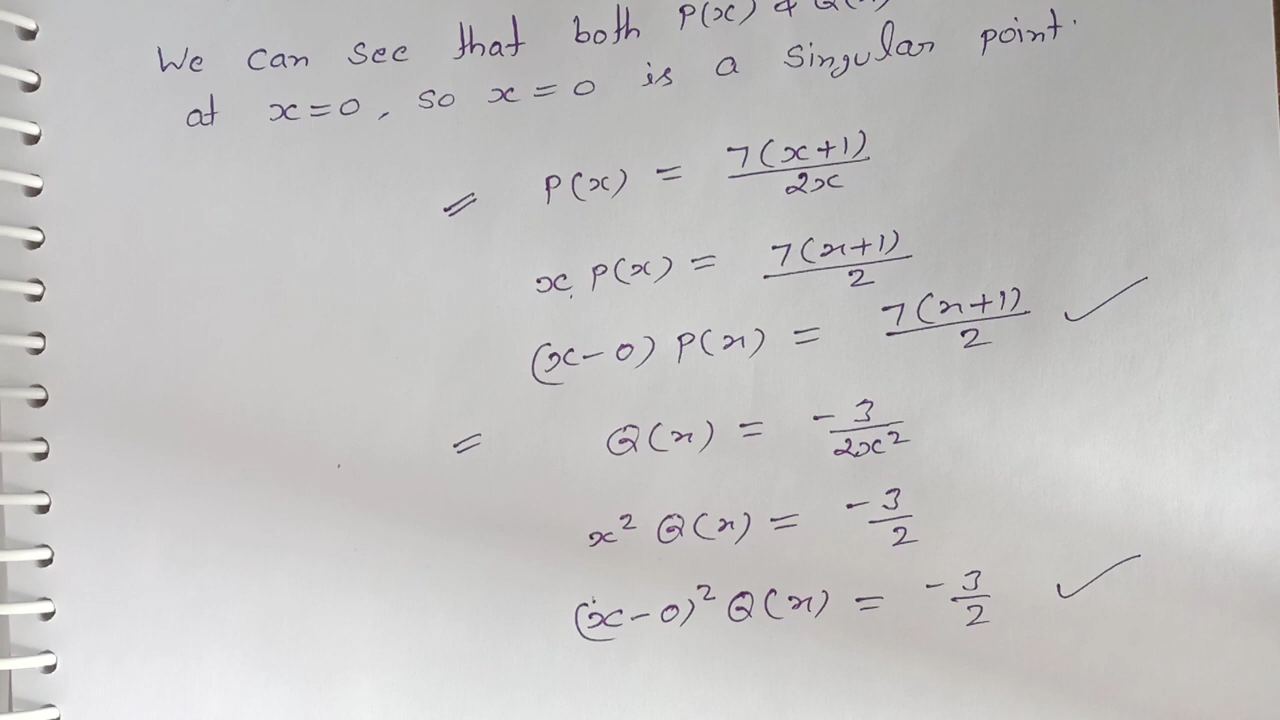 We can see that both P(x) & Q(x)
at x=0, so x=0 is a singular point.
= P(x) = 7(x+1)/2x
x. P(x) = 7(x+1)/2
(x-0) P(x) = 7(x+1)/2 ✓
= Q(x) = -3/2x²
x² Q(x) = -3/2
(x-0)² Q(x) = -3/2 ✓